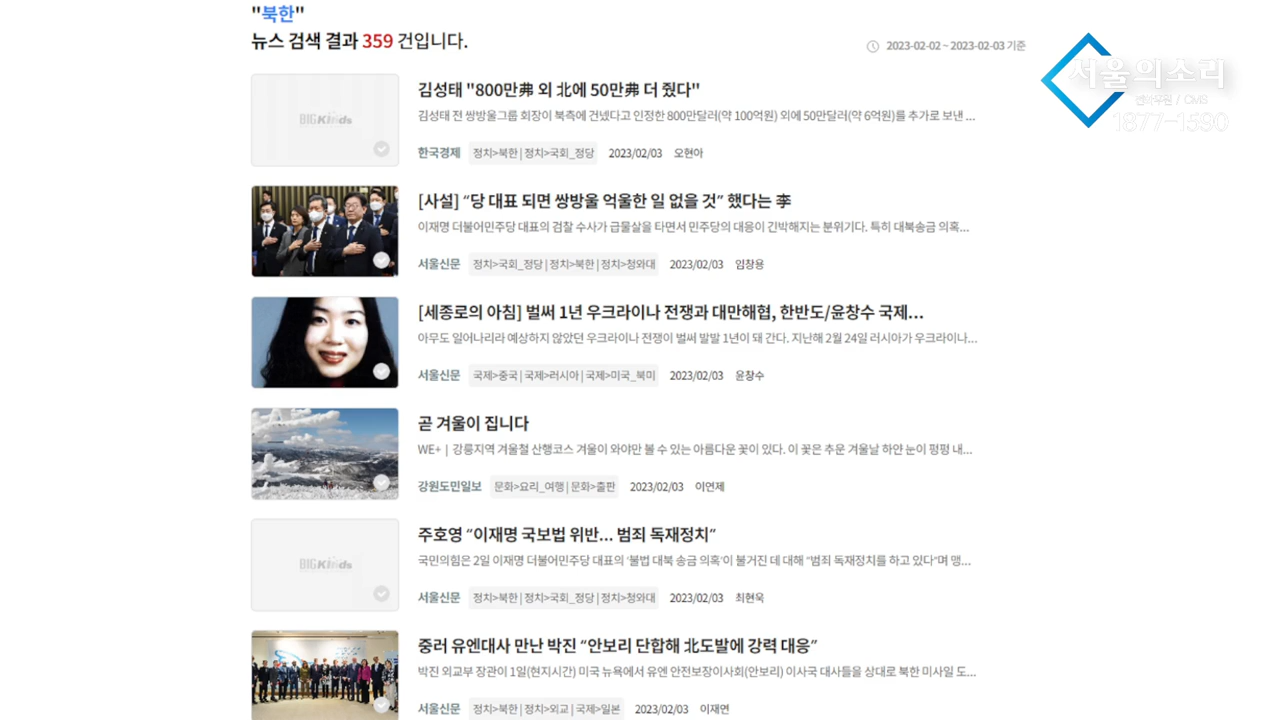 "북한"
뉴스 검색 결과 359 건입니다.
2023-02-02 ~ 2023-02-03 기준
서울의소리
/ CMS
1877-1590
BIGKinds
김성태 "800만弗 외 北에 50만弗 더 줬다"
김성태 전 쌍방울그룹 회장이 북측에 건넸다고 인정한 800만달러(약 100억원) 외에 50만달러(약 6억원)를 추가로 보낸 ...
한국경제 정치>북한 | 정치>국회_정당 2023/02/03 오현아
[사설] “당 대표 되면 쌍방울 억울한 일 없을 것” 했다는 李
이재명 더불어민주당 대표의 검찰 수사가 급물살을 타면서 민주당의 대응이 긴박해지는 분위기다. 특히 대북송금 의혹...
서울신문 정치>국회_정당 | 정치>북한 | 정치>청와대 2023/02/03 임창용
[세종로의 아침] 벌써 1년 우크라이나 전쟁과 대만해협, 한반도/윤창수 국제...
아무도 일어나리라 예상하지 않았던 우크라이나 전쟁이 벌써 발발 1년이 돼 간다. 지난해 2월 24일 러시아가 우크라이나...
서울신문 국제>중국 | 국제>러시아 | 국제>미국_북미 2023/02/03 윤창수
곧 겨울이 집니다
WE+ | 강릉지역 겨울철 산행코스 겨울이 와야만 볼 수 있는 아름다운 꽃이 있다. 이 꽃은 추운 겨울날 하얀 눈이 펑펑 내...
강원도민일보 문화>요리_여행 | 문화>출판 2023/02/03 이연제
BIGKinds
주호영 “이재명 국보법 위반... 범죄 독재정치”
국민의힘은 2일 이재명 더불어민주당 대표의 ‘불법 대북 송금 의혹’이 불거진 데 대해 “범죄 독재정치를 하고 있다”며 맹...
서울신문 정치>북한 | 정치>국회_정당 | 정치>청와대 2023/02/03 최현욱
중러 유엔대사 만난 박진 “안보리 단합해 北도발에 강력 대응”
박진 외교부 장관이 1일(현지시간) 미국 뉴욕에서 유엔 안전보장이사회(안보리) 이사국 대사들을 상대로 북한 미사일 도...
서울신문 정치>북한 | 정치>외교 | 국제>일본 2023/02/03 이재연